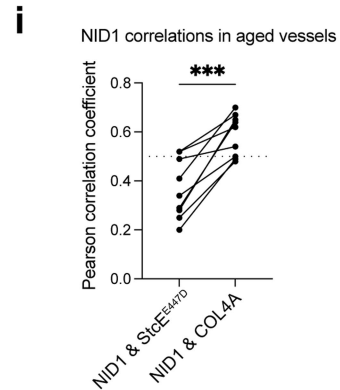 i
NID1 correlations in aged vessels
***
Pearson correlation coefficient
0.8
0.6
0.4
0.2
0.0
NID1 & StcE^E447D
NID1 & COL4A